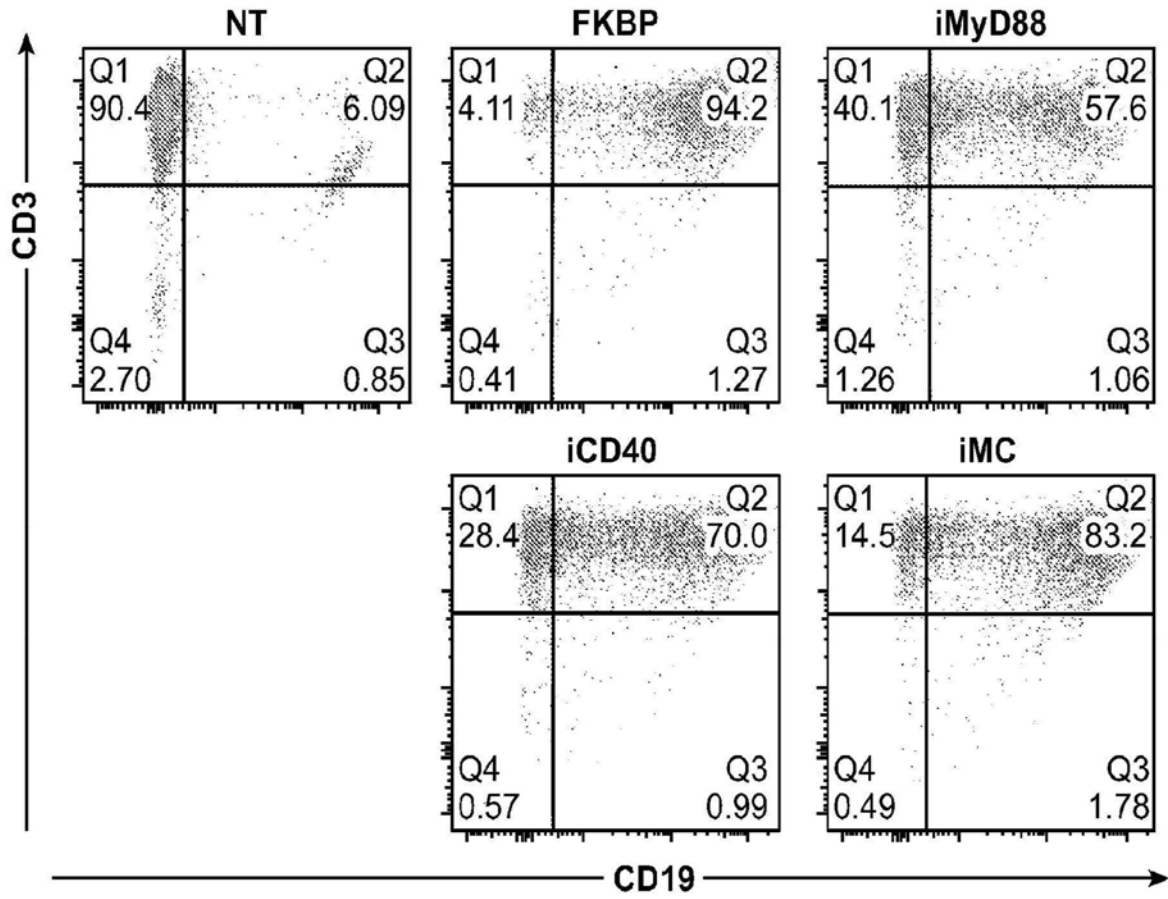 NT
Q1
90.4
Q2
6.09
Q4
2.70
Q3
0.85
FKBP
Q1
4.11
Q2
94.2
Q4
0.41
Q3
1.27
iMyD88
Q1
40.1
Q2
57.6
Q4
1.26
Q3
1.06
iCD40
Q1
28.4
Q2
70.0
Q4
0.57
Q3
0.99
iMC
Q1
14.5
Q2
83.2
Q4
0.49
Q3
1.78
CD3
CD19